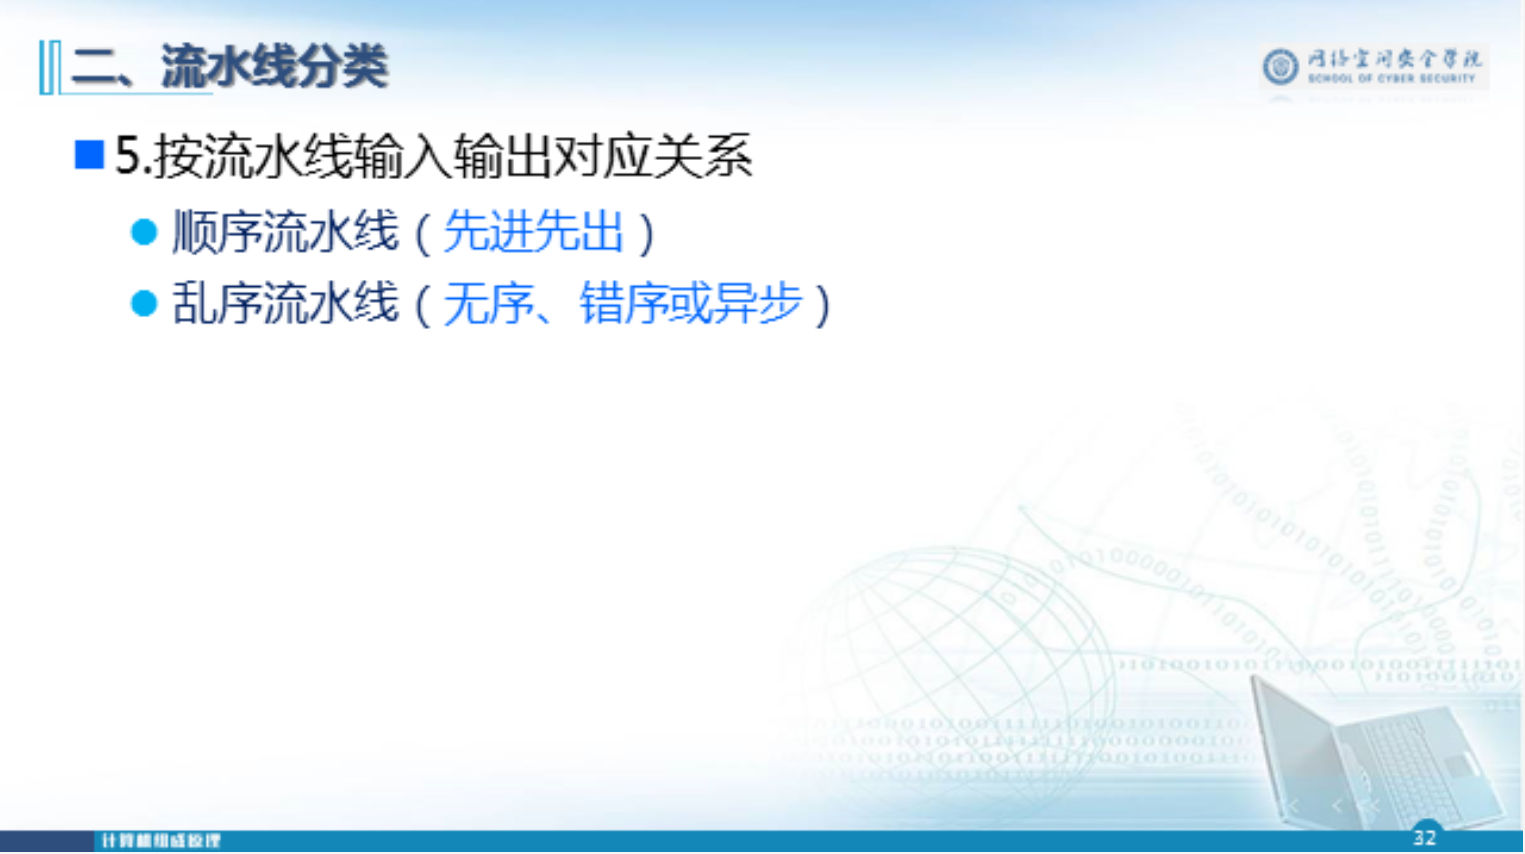 二、流水线分类
网络空间安全学院
SCHOOL OF CYBER SECURITY
■5.按流水线输入输出对应关系
●顺序流水线（先进先出）
●乱序流水线（无序、错序或异步）
计算机组成原理
32